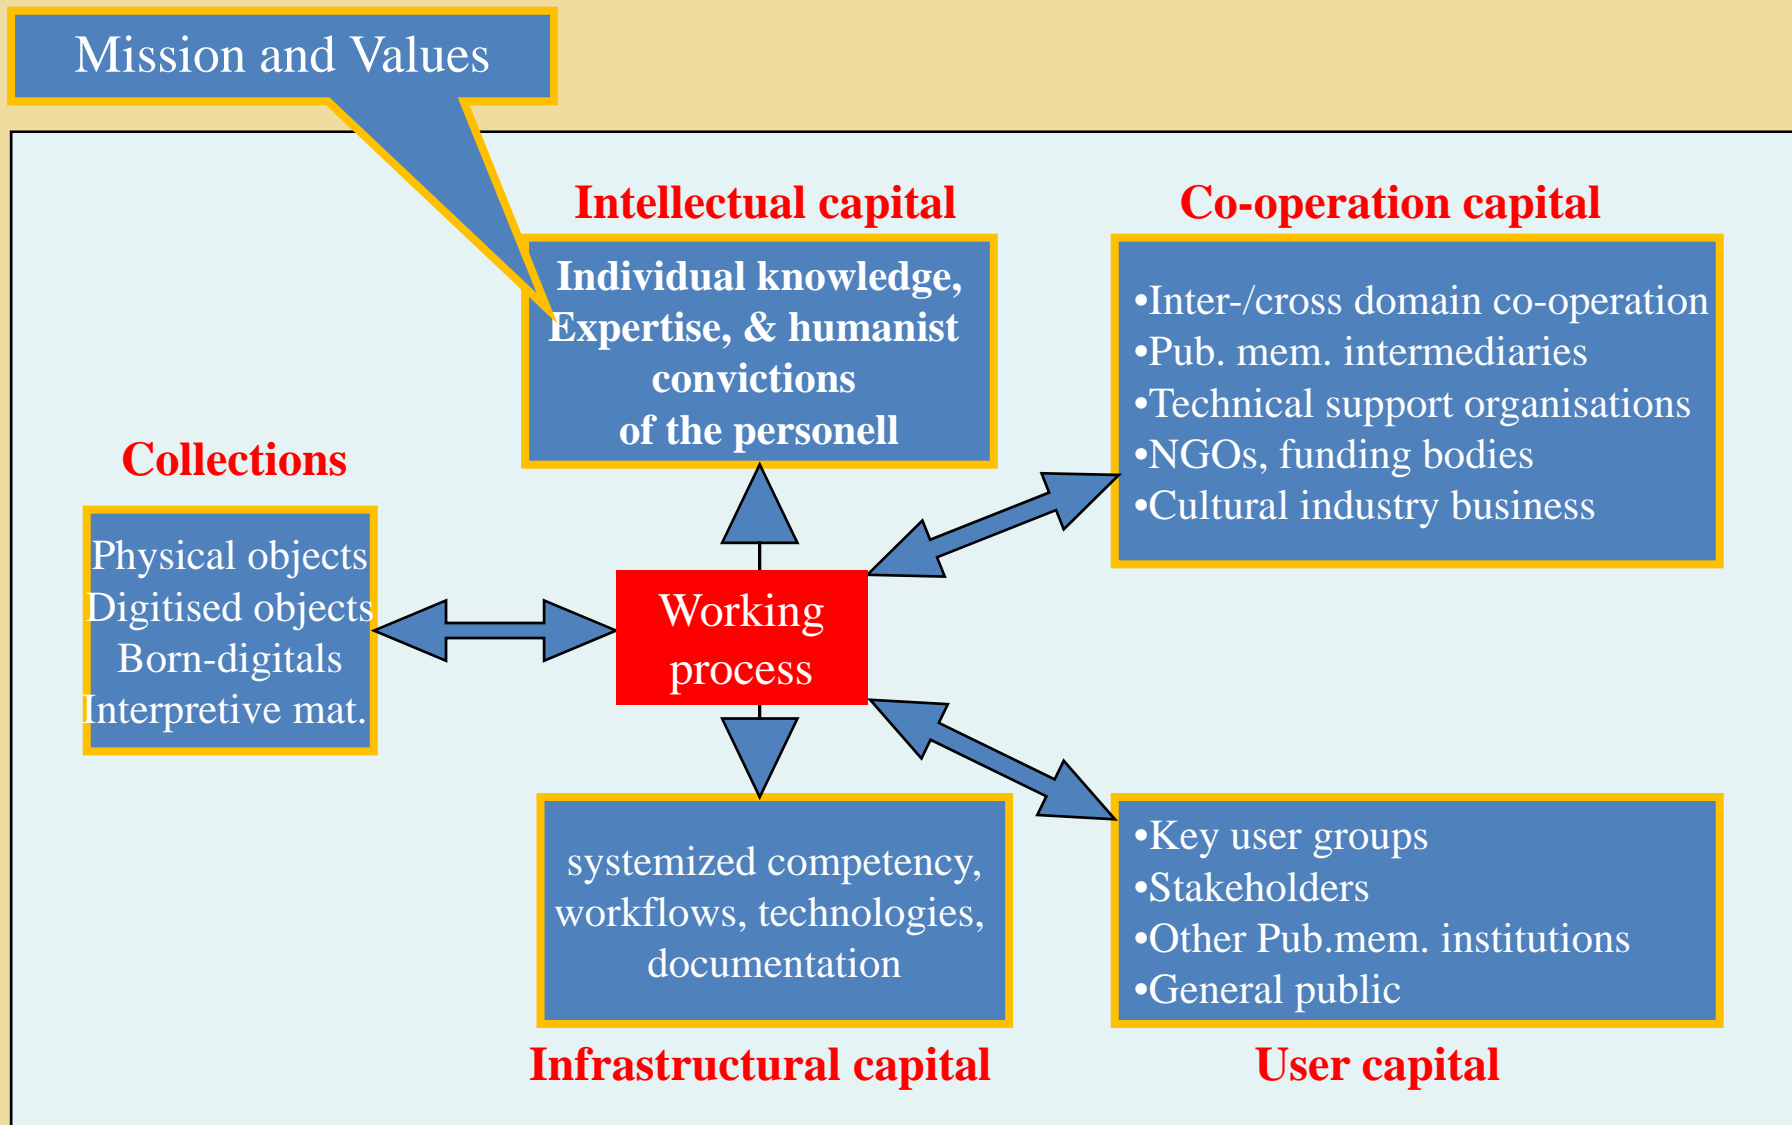 Mission and Values
Intellectual capital
Individual knowledge,
Expertise, & humanist
convictions
of the personell
Co-operation capital
•Inter-/cross domain co-operation
•Pub. mem. intermediaries
•Technical support organisations
•NGOs, funding bodies
•Cultural industry business
Collections
Physical objects
Digitised objects
Born-digitals
Interpretive mat.
Working
process
systemized competency,
workflows, technologies,
documentation
Infrastructural capital
•Key user groups
•Stakeholders
•Other Pub.mem. institutions
•General public
User capital